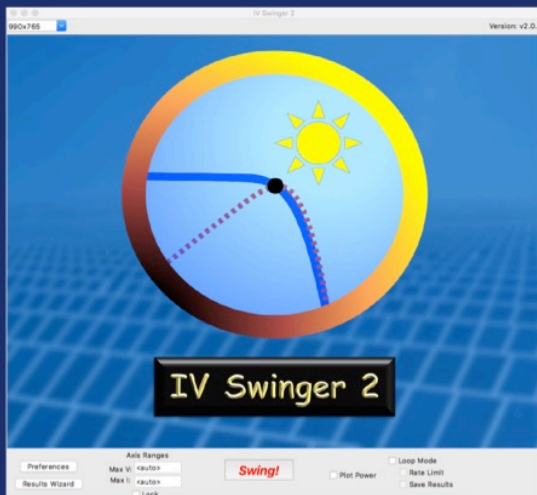 IV Swinger 2
990x765 Version: v2.0.
IV Swinger 2
Axis Ranges
Preferences
Max V: <auto>
Max I: <auto>
Results Wizard
Lock
Swing!
Plot Power
Loop Mode
Rate Limit
Save Results